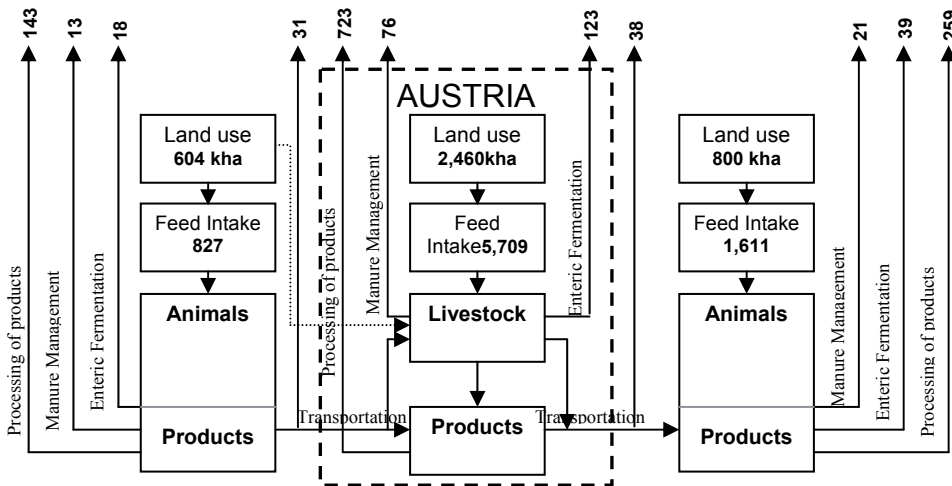 143
13
18
31
723
76
123
38
21
39
259
AUSTRIA
Land use
604 kha
Land use
2,460kha
Land use
800 kha
Feed Intake
827
Feed
Intake5,709
Feed Intake
1,611
Animals
Livestock
Animals
Products
Products
Products
Processing of products
Manure Management
Enteric Fermentation
Transportation
Processing of products
Manure Management
Enteric Fermentation
Transportation
Manure Management
Enteric Fermentation
Processing of products